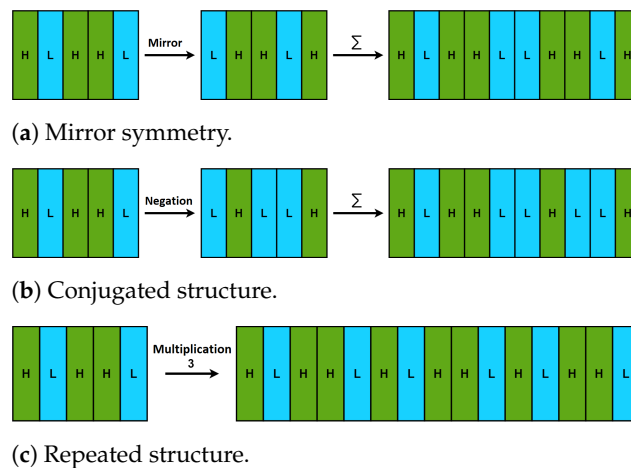 H L H H L Mirror L H H L H ∑ H L H H L L H H L H
(a) Mirror symmetry.
H L H H L Negation L H L L H ∑ H L H H L L H L L H
(b) Conjugated structure.
Multiplication
H L H H L 3 H L H H L H L H H L H L H H L
(c) Repeated structure.